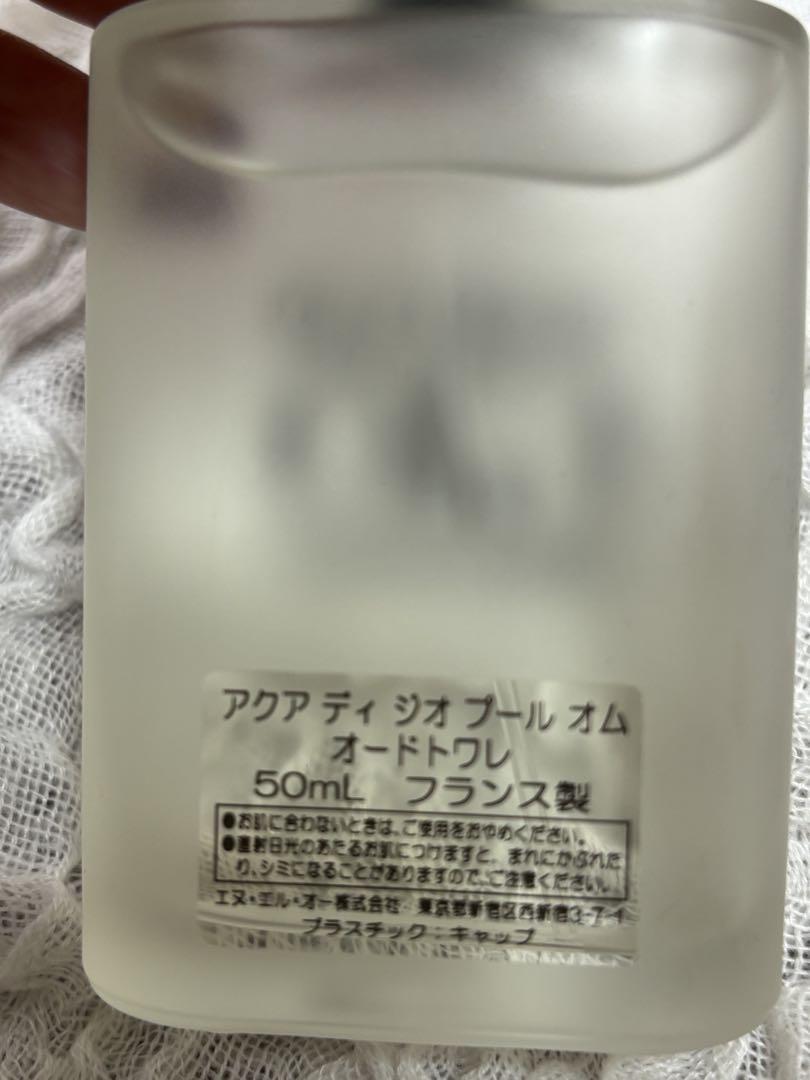 アクア ディ ジオ プール オム
オードトワレ
50mL フランス製
●お肌に合わないときは、ご使用をおやめください。
●直射日光のあたるお肌につけますと、まれにかぶれた
り、シミになることがありますので、ご注意ください。
エヌ・エル・オー株式会社 東京都新宿区西新宿3-7-1
プラスチック:キャップ